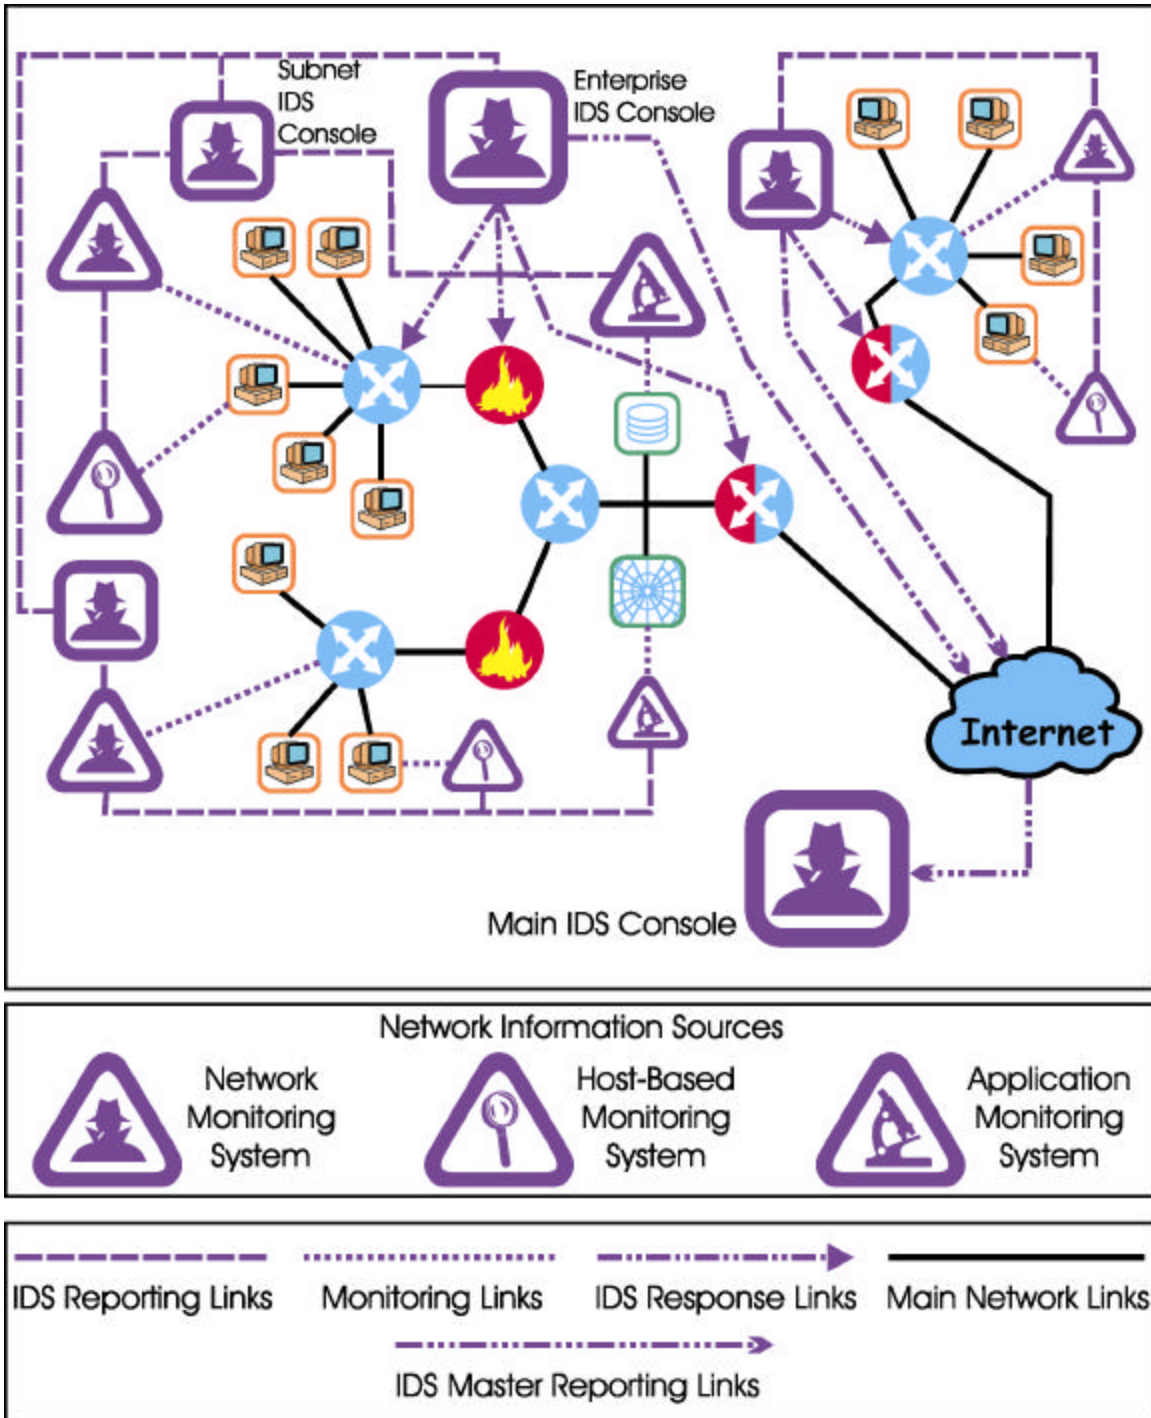 Subnet
IDS
Console
Enterprise
IDS Console
Internet
Main IDS Console
Network Information Sources
Network
Monitoring
System
Host-Based
Monitoring
System
Application
Monitoring
System
IDS Reporting Links
Monitoring Links
IDS Response Links
Main Network Links
IDS Master Reporting Links